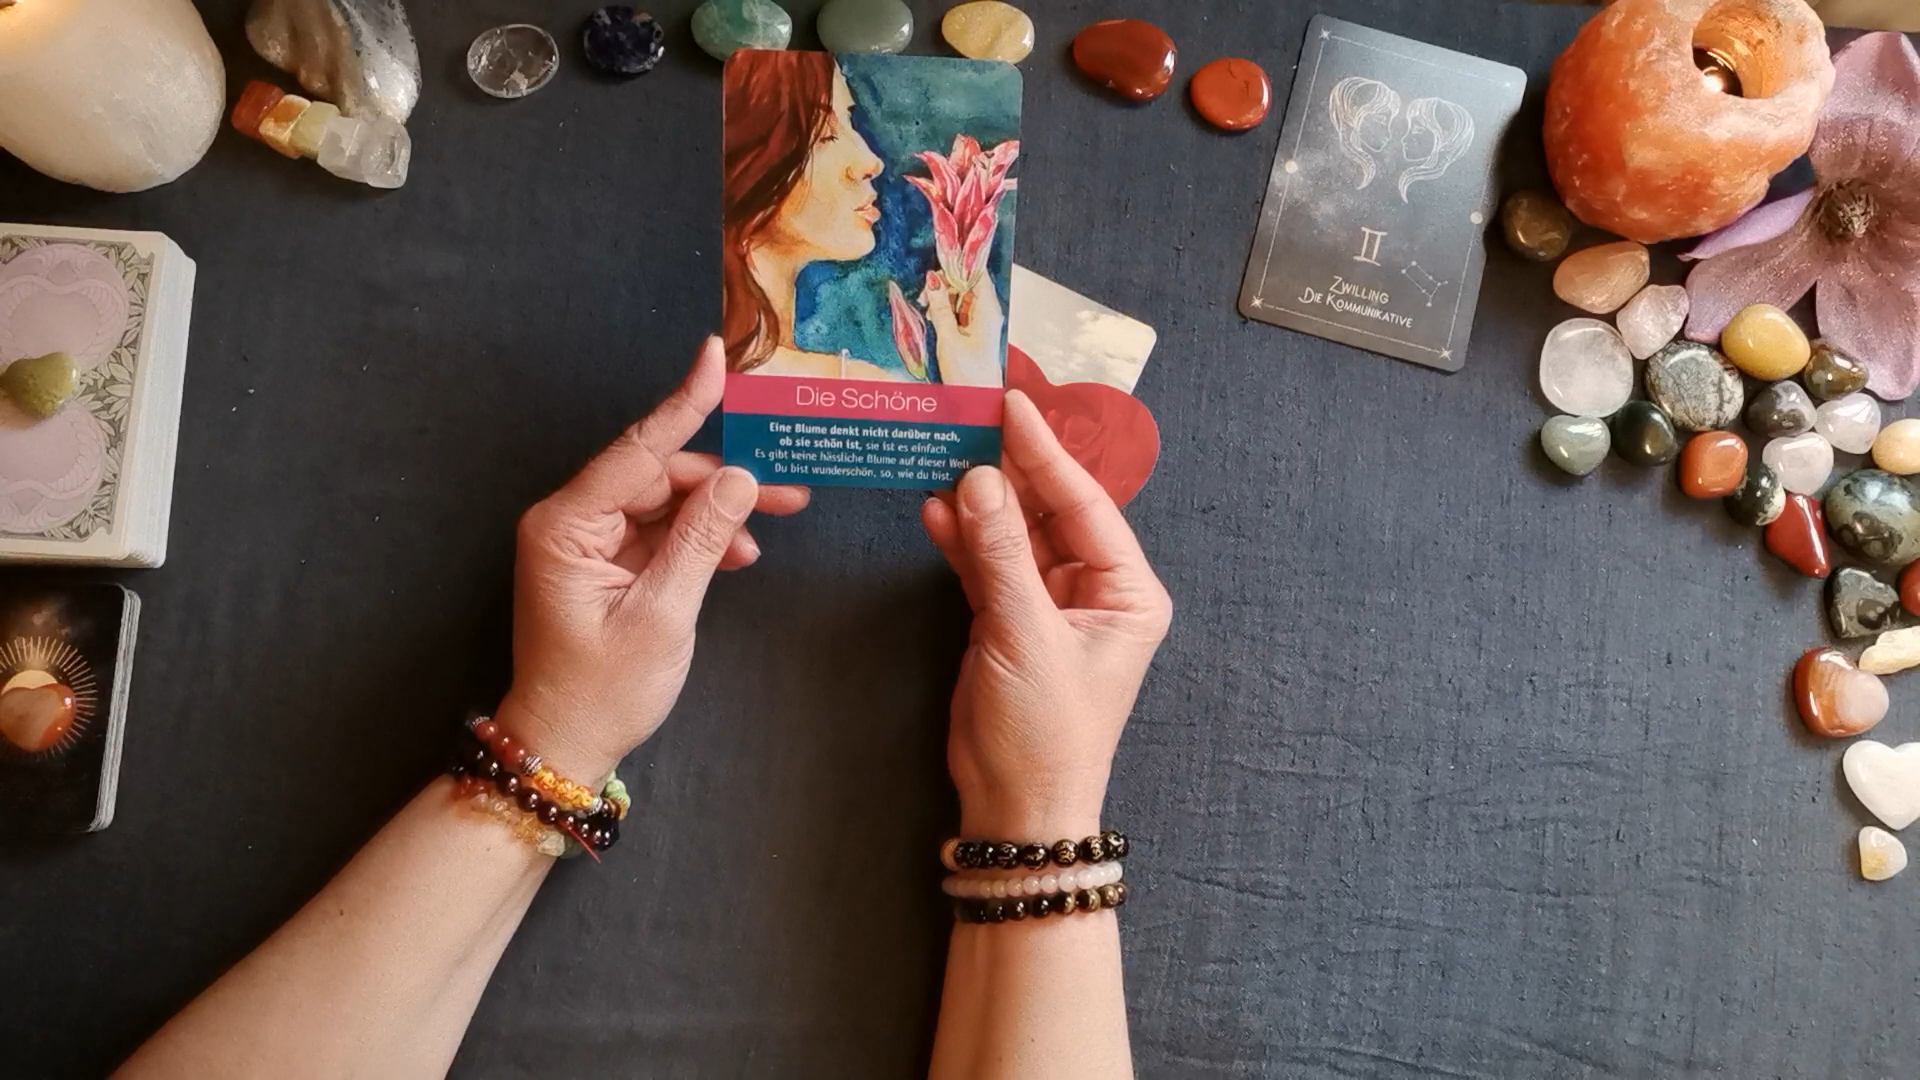 Die Schöne
Eine Blume denkt nicht darüber nach,
ob sie schön ist, sie ist es einfach.
Es gibt keine hässliche Blume auf dieser Welt.
Du bist wunderschön, so, wie du bist.
II
Zwilling
Die Kommunikative